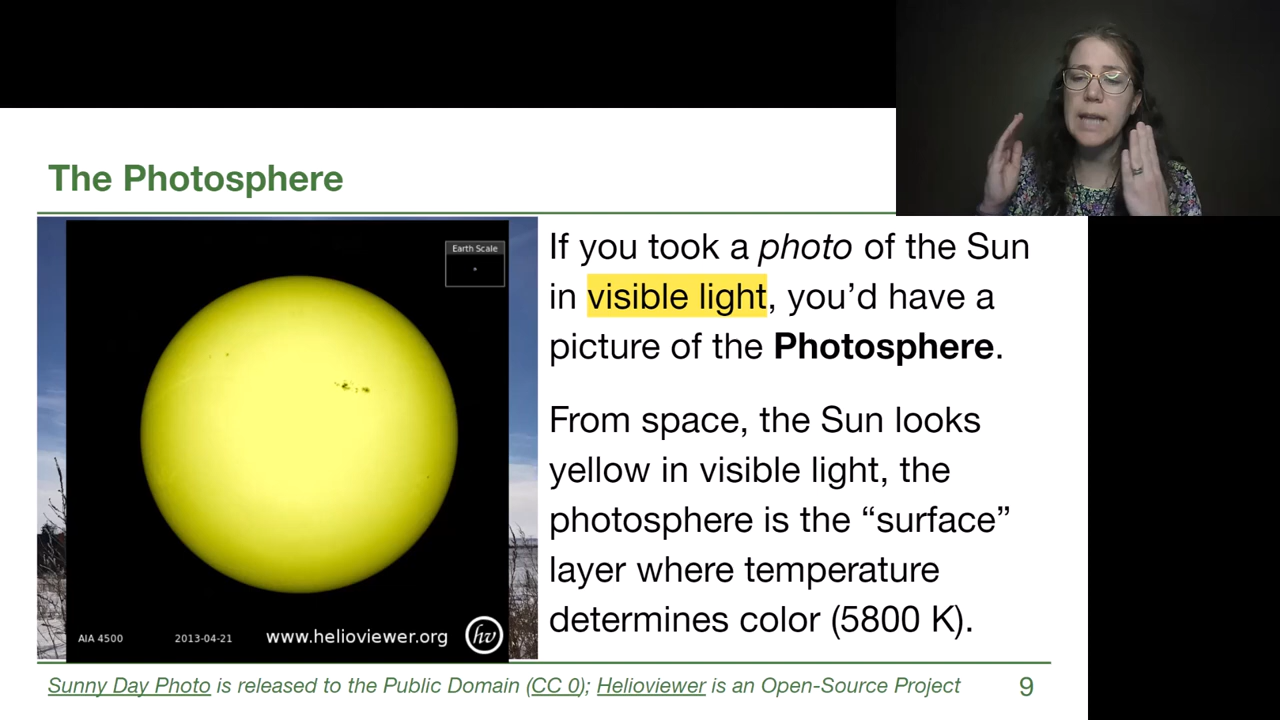 The Photosphere
Earth Scale
AIA 4500
2013-04-21
www.helioviewer.org
hv
If you took a photo of the Sun
in visible light, you’d have a
picture of the Photosphere.
From space, the Sun looks
yellow in visible light, the
photosphere is the “surface”
layer where temperature
determines color (5800 K).
Sunny Day Photo is released to the Public Domain (CC 0); Helioviewer is an Open-Source Project
9